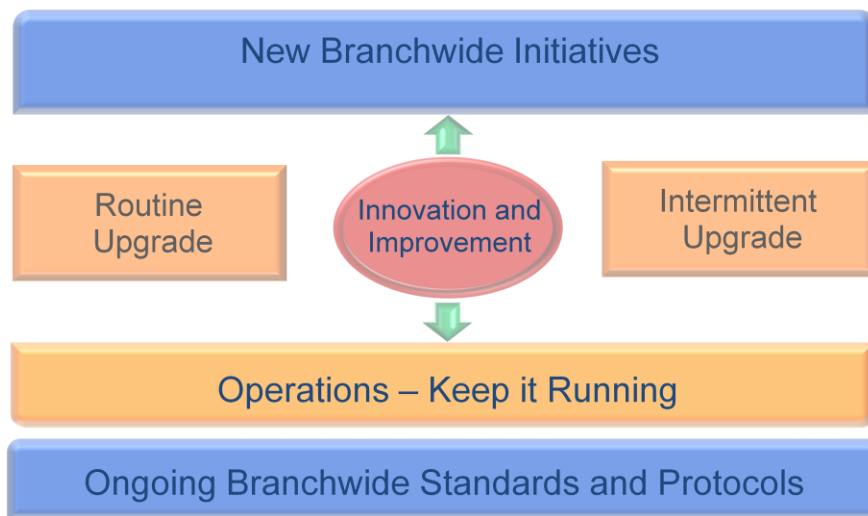 New Branchwide Initiatives
Routine
Upgrade
Innovation and
Improvement
Intermittent
Upgrade
Operations – Keep it Running
Ongoing Branchwide Standards and Protocols